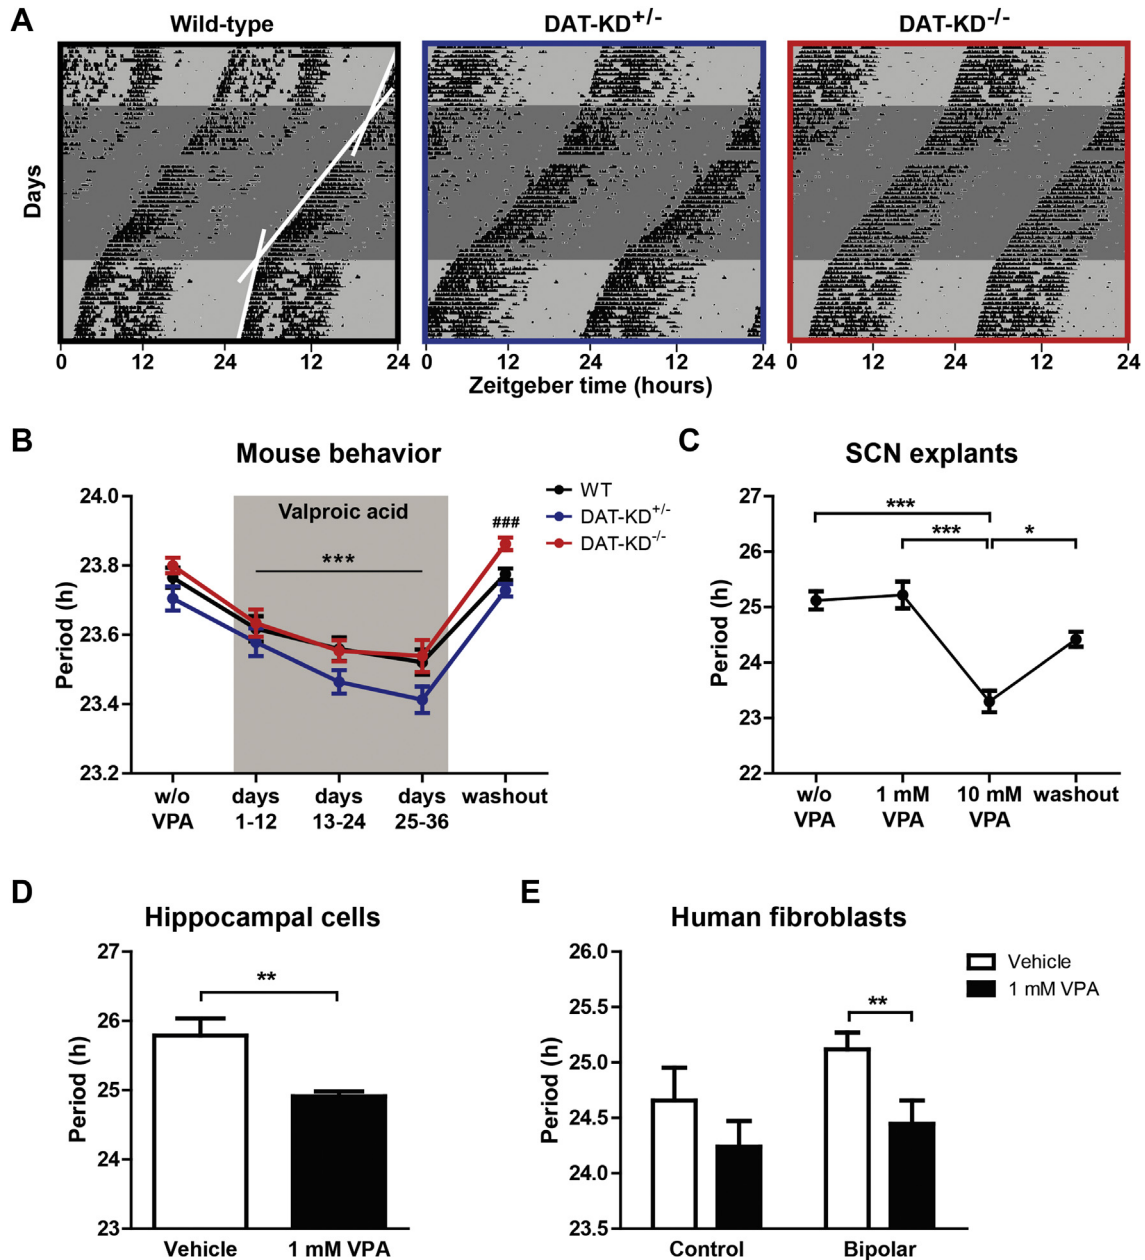 A
Wild-type
DAT-KD+/-
DAT-KD-/-
Days
0 12 24 12 24
0 12 24 12 24
0 12 24 12 24
Zeitgeber time (hours)
B
Mouse behavior
Period (h)
24.0
23.8
23.6
23.4
23.2
Valproic acid
***
###
WT
DAT-KD+/-
DAT-KD-/-
w/o VPA
days 1-12
days 13-24
days 25-36
washout
C
SCN explants
Period (h)
27
26
25
24
23
22
***
***
*
w/o VPA
1 mM VPA
10 mM VPA
washout
D
Hippocampal cells
Period (h)
27
26
25
24
23
**
Vehicle
1 mM VPA
E
Human fibroblasts
Period (h)
26.0
25.5
25.0
24.5
24.0
23.5
**
Vehicle
1 mM VPA
Control
Bipolar